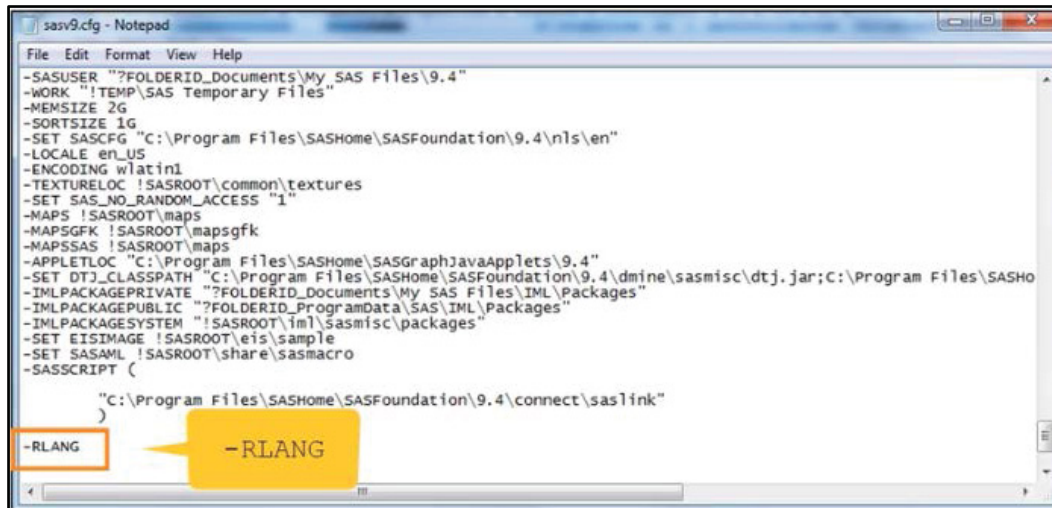 sasv9.cfg - Notepad
File Edit Format View Help
-SASUSER "?FOLDERID_Documents\My SAS Files\9.4"
-WORK "!TEMP\SAS Temporary Files"
-MEMSIZE 2G
-SORTSIZE 1G
-SET SASCFG "C:\Program Files\SASHome\SASFoundation\9.4\nls\en"
-LOCALE en_US
-ENCODING wlatin1
-TEXTURELOC !SASROOT\common\textures
-SET SAS_NO_RANDOM_ACCESS "1"
-MAPS !SASROOT\maps
-MAPSGFK !SASROOT\mapsgfk
-MAPSSAS !SASROOT\maps
-APPLETLOC "C:\Program Files\SASHome\SASGraphJavaApplets\9.4"
-SET DTJ_CLASSPATH "C:\Program Files\SASHome\SASFoundation\9.4\dmine\sasmisc\dtj.jar;C:\Program Files\SASHo
-IMLPACKAGEPRIVATE "?FOLDERID_Documents\My SAS Files\IML\Packages"
-IMLPACKAGEPUBLIC "?FOLDERID_ProgramData\SAS\IML\Packages"
-IMLPACKAGESYSTEM "!SASROOT\iml\sasmisc\packages"
-SET EISIMAGE !SASROOT\eis\sample
-SET SASAML !SASROOT\share\sasmacro
-SASSCRIPT (
"C:\Program Files\SASHome\SASFoundation\9.4\connect\saslink"
)
-RLANG
-RLANG